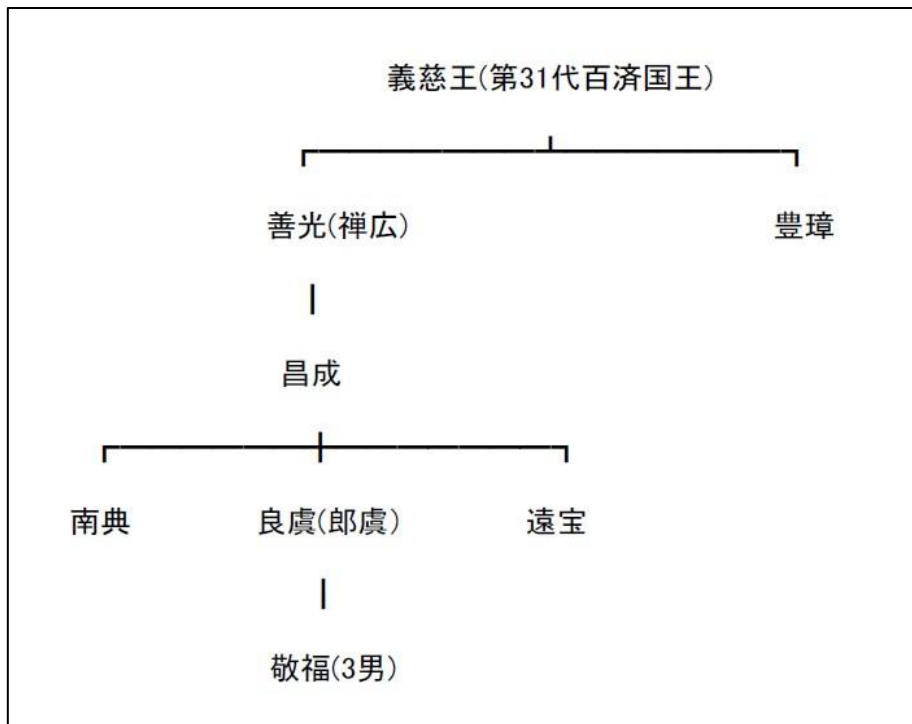 義慈王(第31代百済国王)
善光(禅広) 豊璋
昌成
南典 良虞(郎虞) 遠宝
敬福(3男)